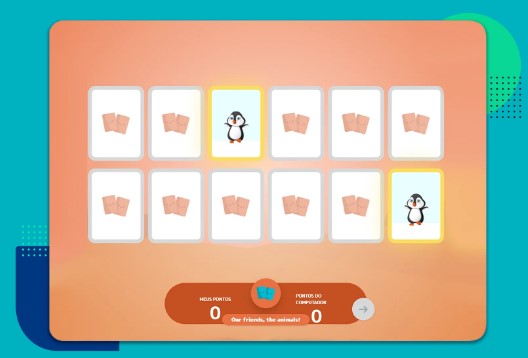 MEUS PONTOS
0
PONTOS DO
COMPUTADOR
0
Our friends, the animals!